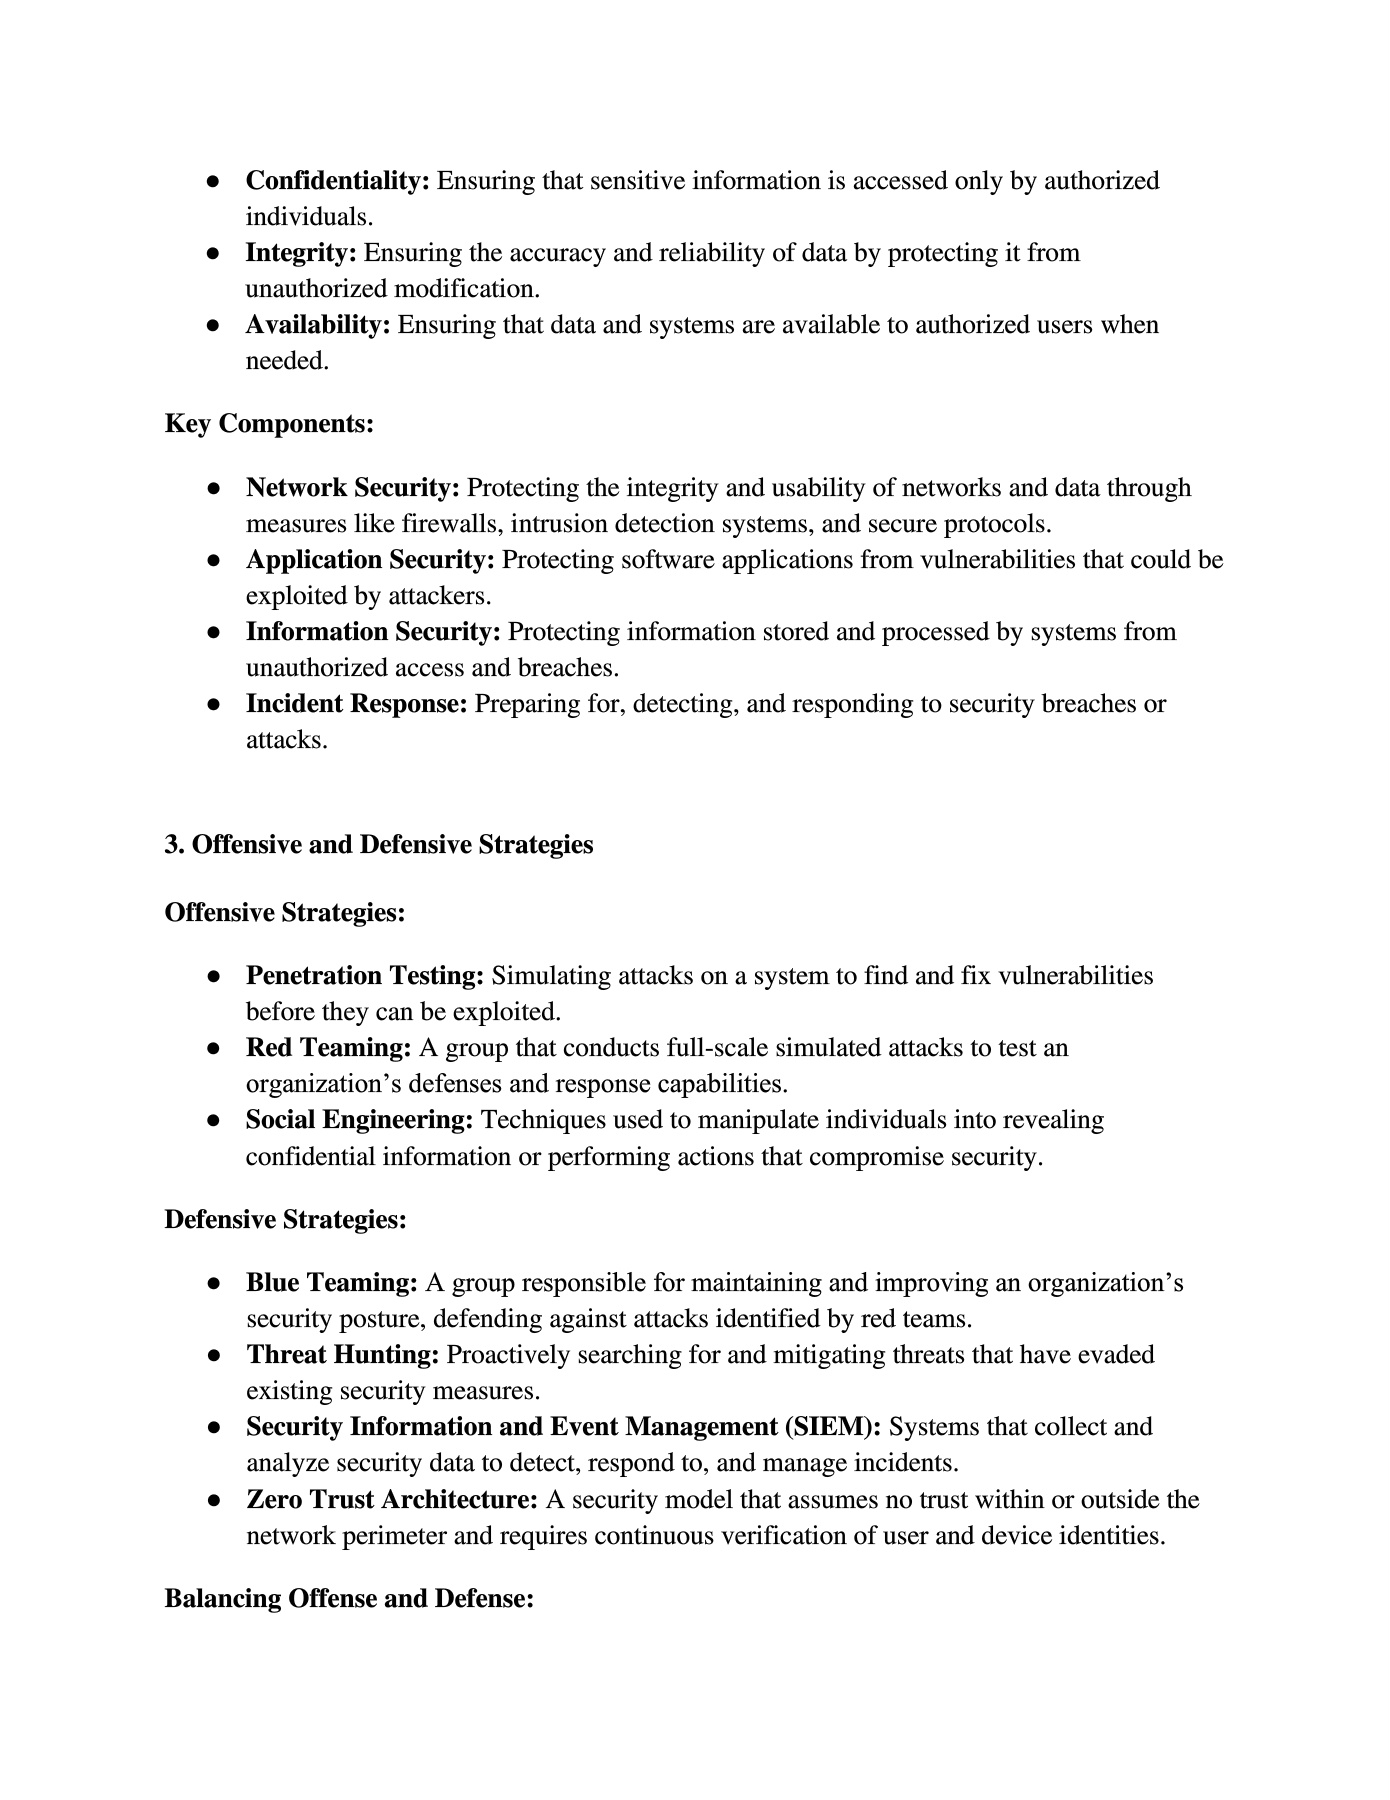 ● Confidentiality: Ensuring that sensitive information is accessed only by authorized
individuals.
● Integrity: Ensuring the accuracy and reliability of data by protecting it from
unauthorized modification.
● Availability: Ensuring that data and systems are available to authorized users when
needed.
Key Components:
● Network Security: Protecting the integrity and usability of networks and data through
measures like firewalls, intrusion detection systems, and secure protocols.
● Application Security: Protecting software applications from vulnerabilities that could be
exploited by attackers.
● Information Security: Protecting information stored and processed by systems from
unauthorized access and breaches.
● Incident Response: Preparing for, detecting, and responding to security breaches or
attacks.
3. Offensive and Defensive Strategies
Offensive Strategies:
● Penetration Testing: Simulating attacks on a system to find and fix vulnerabilities
before they can be exploited.
● Red Teaming: A group that conducts full-scale simulated attacks to test an
organization’s defenses and response capabilities.
● Social Engineering: Techniques used to manipulate individuals into revealing
confidential information or performing actions that compromise security.
Defensive Strategies:
● Blue Teaming: A group responsible for maintaining and improving an organization’s
security posture, defending against attacks identified by red teams.
● Threat Hunting: Proactively searching for and mitigating threats that have evaded
existing security measures.
● Security Information and Event Management (SIEM): Systems that collect and
analyze security data to detect, respond to, and manage incidents.
● Zero Trust Architecture: A security model that assumes no trust within or outside the
network perimeter and requires continuous verification of user and device identities.
Balancing Offense and Defense: